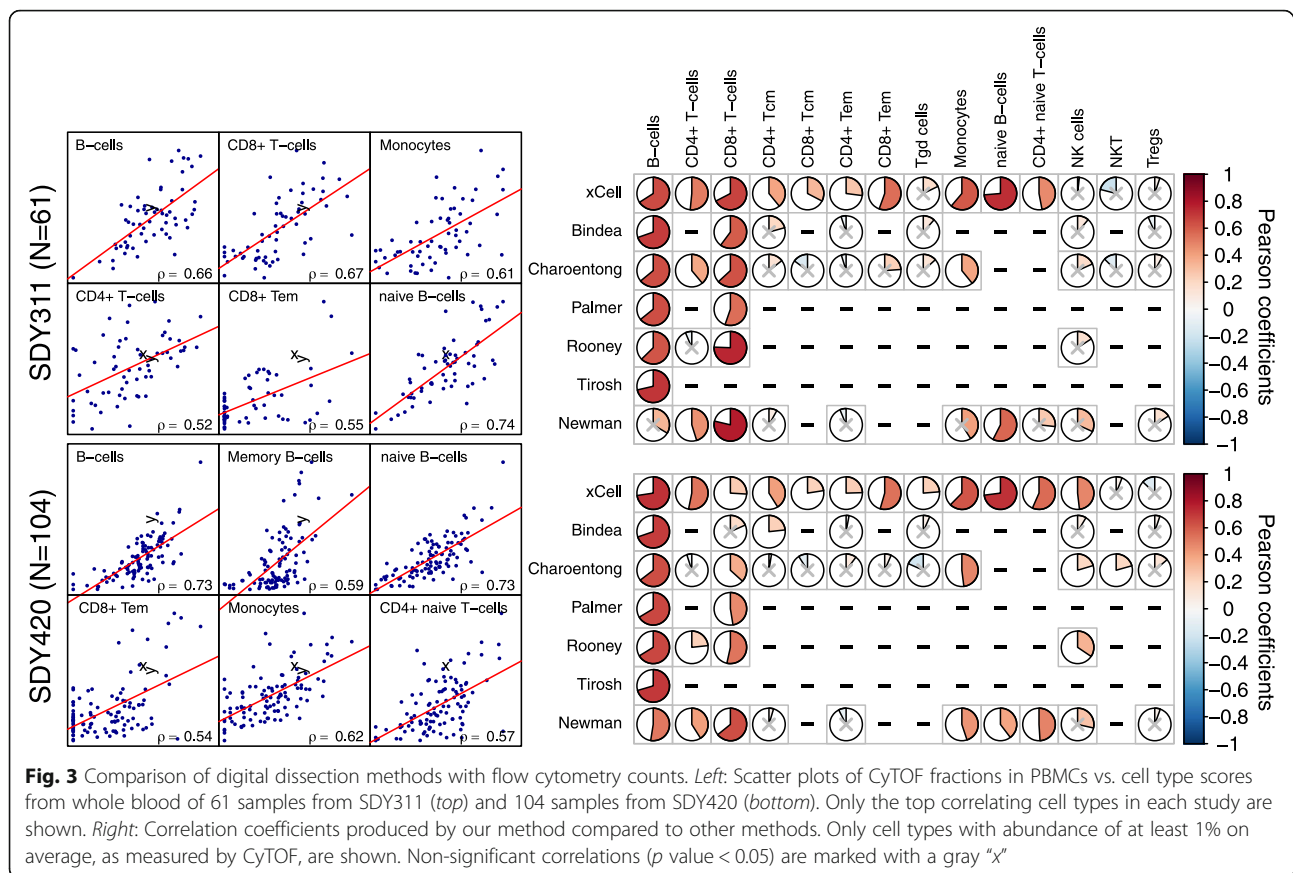 SDY311 (N=61)
B−cells
ρ = 0.66
y
CD8+ T−cells
ρ = 0.67
y
Monocytes
ρ = 0.61
CD4+ T−cells
ρ = 0.52
x
y
CD8+ Tem
ρ = 0.55
x
y
naive B−cells
ρ = 0.74
x
SDY420 (N=104)
B−cells
ρ = 0.73
y
Memory B−cells
ρ = 0.59
y
naive B−cells
ρ = 0.73
CD8+ Tem
ρ = 0.54
x
y
Monocytes
ρ = 0.62
x
y
CD4+ naive T−cells
ρ = 0.57
x
B−cells
CD4+ T−cells
CD8+ T−cells
CD4+ Tcm
CD8+ Tcm
CD4+ Tem
CD8+ Tem
Tgd cells
Monocytes
naive B−cells
CD4+ naive T−cells
NK cells
NKT
Tregs
xCell
Bindea
Charoentong
Palmer
Rooney
Tirosh
Newman
1
0.8
0.6
0.4
0.2
0
−0.2
−0.4
−0.6
−0.8
−1
Pearson coefficients
xCell
Bindea
Charoentong
Palmer
Rooney
Tirosh
Newman
1
0.8
0.6
0.4
0.2
0
−0.2
−0.4
−0.6
−0.8
−1
Pearson coefficients
Fig. 3 Comparison of digital dissection methods with flow cytometry counts. Left: Scatter plots of CyTOF fractions in PBMCs vs. cell type scores
from whole blood of 61 samples from SDY311 (top) and 104 samples from SDY420 (bottom). Only the top correlating cell types in each study are
shown. Right: Correlation coefficients produced by our method compared to other methods. Only cell types with abundance of at least 1% on
average, as measured by CyTOF, are shown. Non-significant correlations (p value < 0.05) are marked with a gray “x”